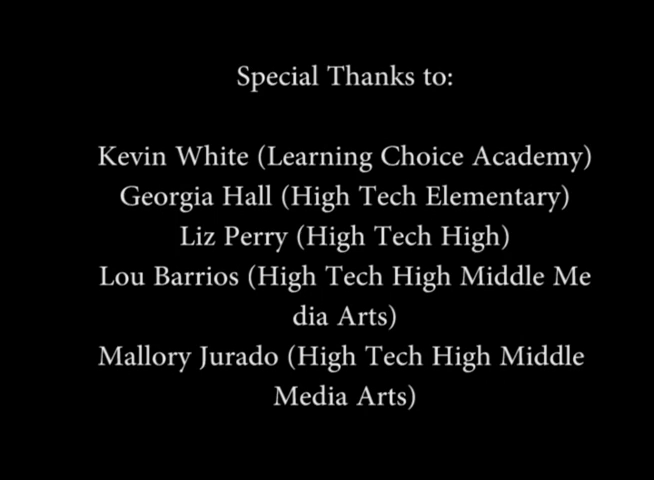 Special Thanks to:
Kevin White (Learning Choice Academy)
Georgia Hall (High Tech Elementary)
Liz Perry (High Tech High)
Lou Barrios (High Tech High Middle Me
dia Arts)
Mallory Jurado (High Tech High Middle
Media Arts)